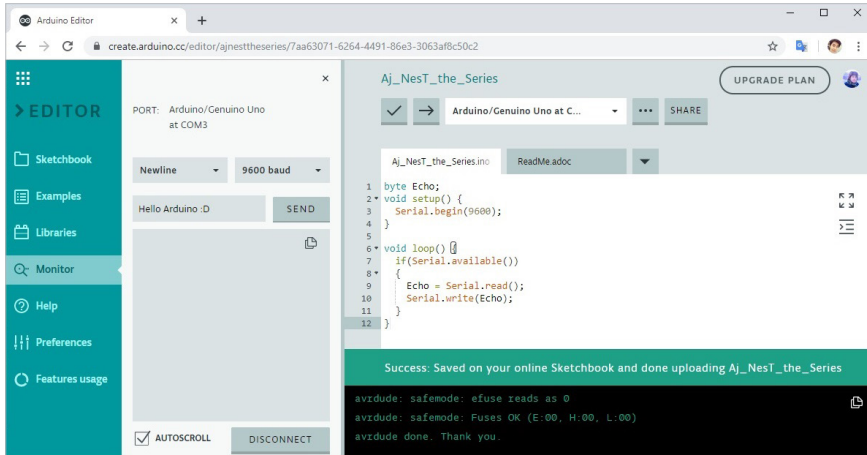 Arduino Editor
create.arduino.cc/editor/ajnesttheseries/7aa63071-6264-4491-86e3-3063af8c50c2
EDITOR
Sketchbook
Examples
Libraries
Monitor
Help
Preferences
Features usage
PORT: Arduino/Genuino Uno
at COM3
Newline 9600 baud
Hello Arduino :D SEND
AUTOSCROLL DISCONNECT
Aj_NesT_the_Series UPGRADE PLAN
Arduino/Genuino Uno at C... ... SHARE
Aj_NesT_the_Series.ino ReadMe.adoc
1 byte Echo;
2 void setup() {
3 Serial.begin(9600);
4 }
5
6 void loop() {
7 if(Serial.available())
8 {
9 Echo = Serial.read();
10 Serial.write(Echo);
11 }
12 }
Success: Saved on your online Sketchbook and done uploading Aj_NesT_the_Series
avrdude: safemode: efuse reads as 0
avrdude: safemode: Fuses OK (E:00, H:00, L:00)
avrdude done. Thank you.